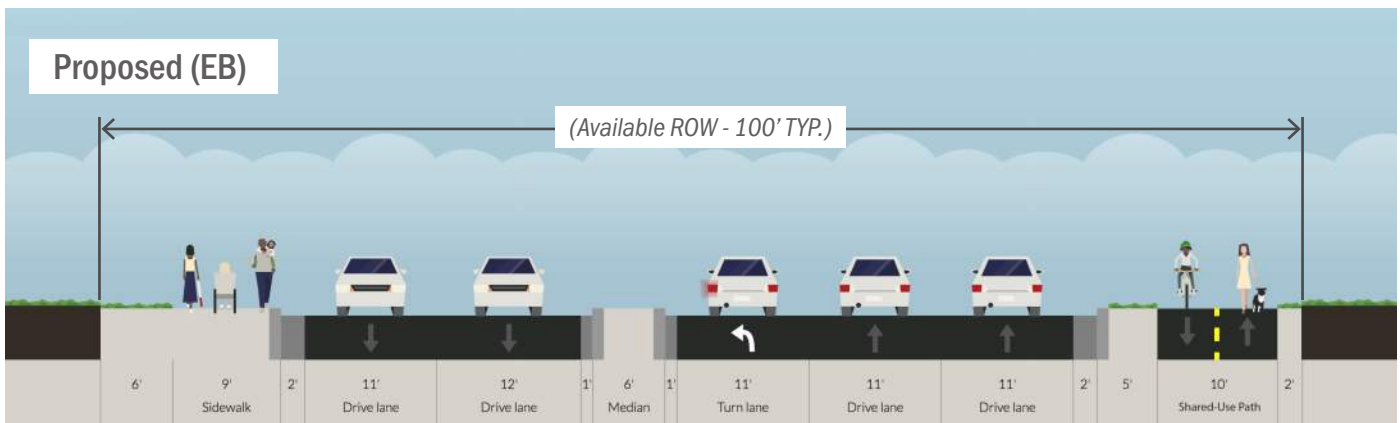 Proposed (EB)
(Available ROW - 100' TYP.)
6' 9' 2' 11' 12' 1' 6' 1' 11' 11' 11' 2' 5' 10' 2'
Sidewalk Drive lane Drive lane Median Turn lane Drive lane Drive lane Shared-Use Path